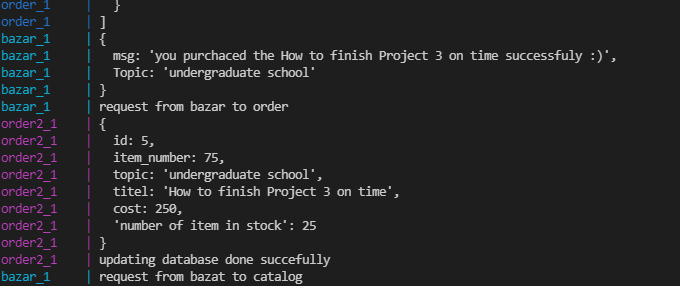 order_1 | }
order_1 | ]
bazar_1 | {
bazar_1 | msg: 'you purchaced the How to finish Project 3 on time successfuly :)',
bazar_1 | Topic: 'undergraduate school'
bazar_1 | }
bazar_1 | request from bazar to order
order2_1 | {
order2_1 | id: 5,
order2_1 | item_number: 75,
order2_1 | topic: 'undergraduate school',
order2_1 | titel: 'How to finish Project 3 on time',
order2_1 | cost: 250,
order2_1 | 'number of item in stock': 25
order2_1 | }
order2_1 | updating database done succefully
bazar_1 | request from bazat to catalog